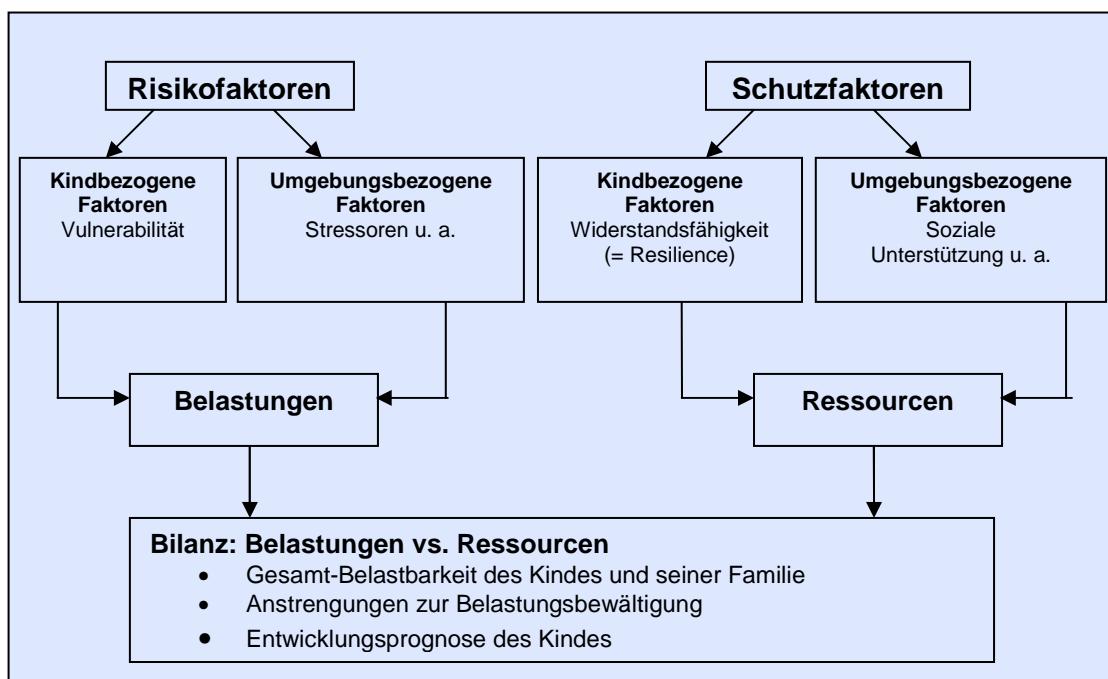 Risikofaktoren
Schutzfaktoren
Kindbezogene
Faktoren
Vulnerabilität
Umgebungsbezogene
Faktoren
Stressoren u. a.
Kindbezogene
Faktoren
Widerstandsfähigkeit
(= Resilience)
Umgebungsbezogene
Faktoren
Soziale
Unterstützung u. a.
Belastungen
Ressourcen
Bilanz: Belastungen vs. Ressourcen
• Gesamt-Belastbarkeit des Kindes und seiner Familie
• Anstrengungen zur Belastungsbewältigung
• Entwicklungsprognose des Kindes